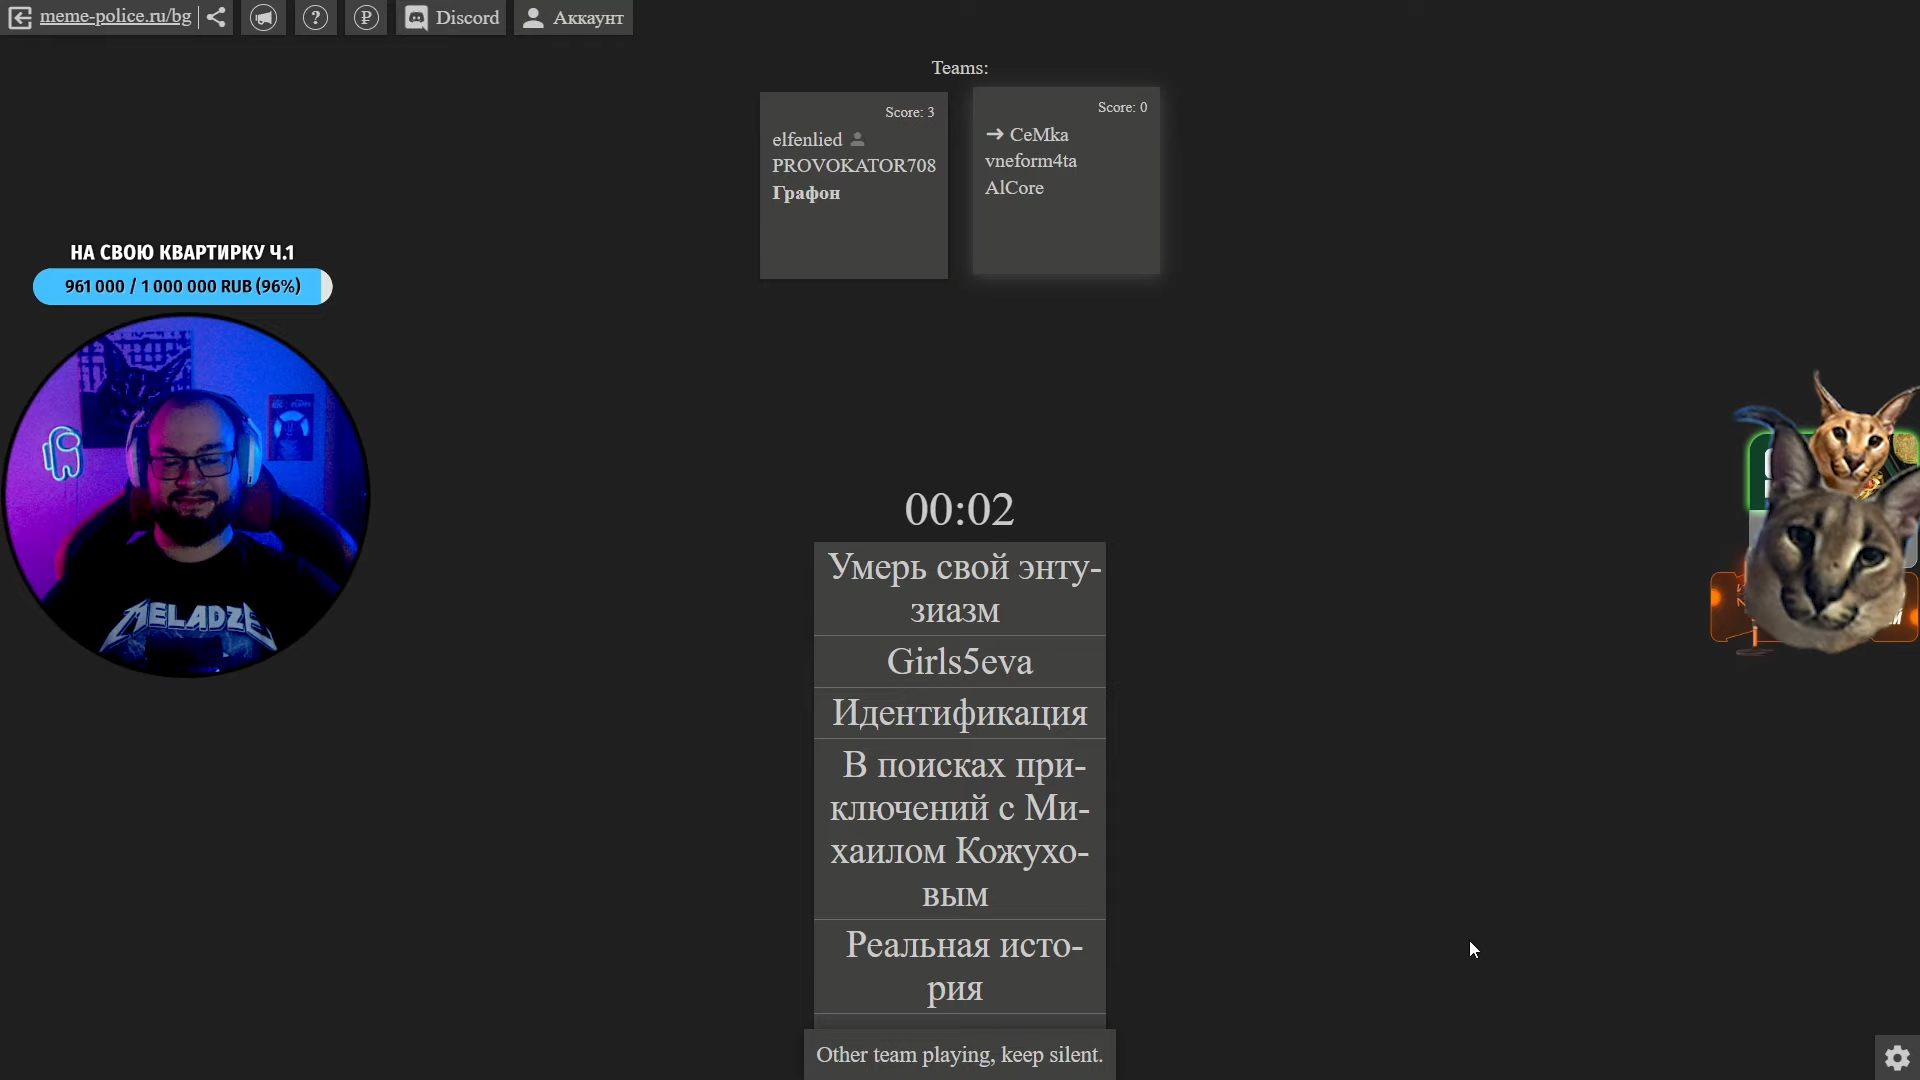 meme-police.ru/bg
Discord
Аккаунт
Teams:
Score: 3
elfenlied
PROVOKATOR708
Графон
Score: 0
➔ CeMka
vneform4ta
AlCore
НА СВОЮ КВАРТИРКУ Ч.1
961 000 / 1 000 000 RUB (96%)
MELADZE
00:02
Умерь свой энту-
зиазм
Girls5eva
Идентификация
В поисках при-
ключений с Ми-
хаилом Кожухо-
вым
Реальная исто-
рия
Other team playing, keep silent.